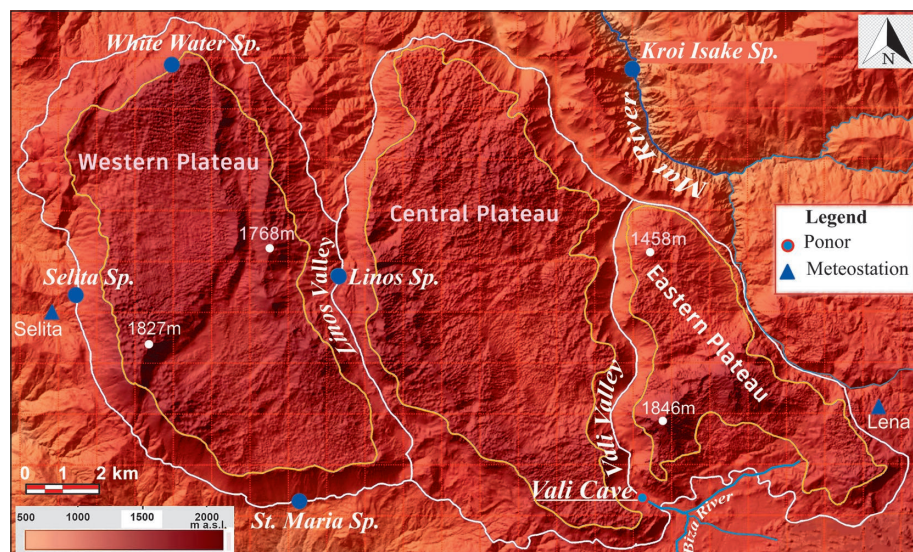 White Water Sp.
Kroi Isake Sp.
N
Mat River
Western Plateau
Central Plateau
Legend
Ponor
Meteostation
1768m
1458m
Linos Valley
Selita Sp.
Linos Sp.
Eastern Plateau
Selita
1827m
Vali Valley
1846m
Lena
0 1 2 km
Vali Cave
St. Maria Sp.
Biza River
500 1000 1500 2000
m a.s.l.